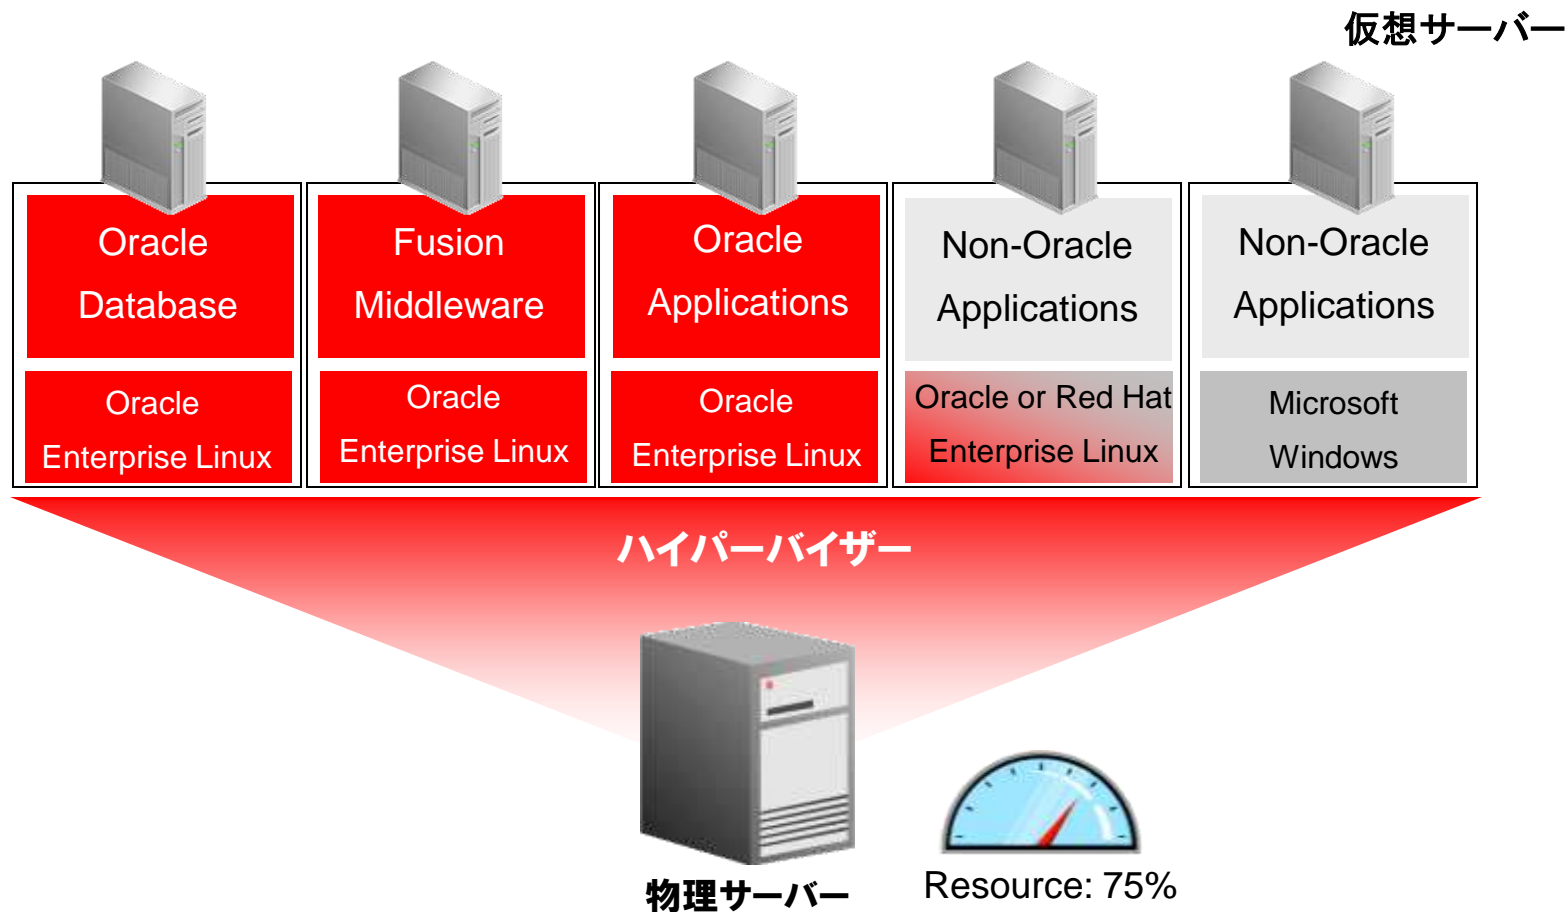 仮想サーバー
Oracle
Database
Fusion
Middleware
Oracle
Applications
Non-Oracle
Applications
Non-Oracle
Applications
Oracle
Enterprise Linux
Oracle
Enterprise Linux
Oracle
Enterprise Linux
Oracle or Red Hat
Enterprise Linux
Microsoft
Windows
ハイパーバイザー
物理サーバー
Resource: 75%